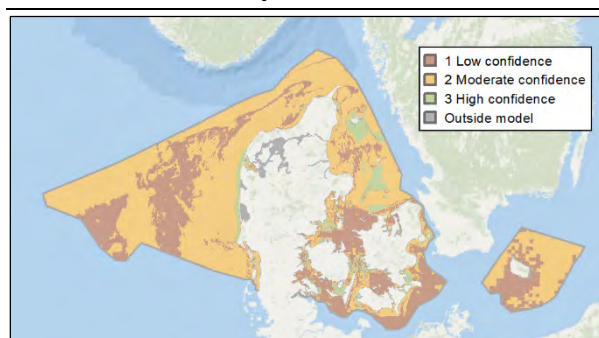 1 Low confidence
2 Moderate confidence
3 High confidence
Outside model